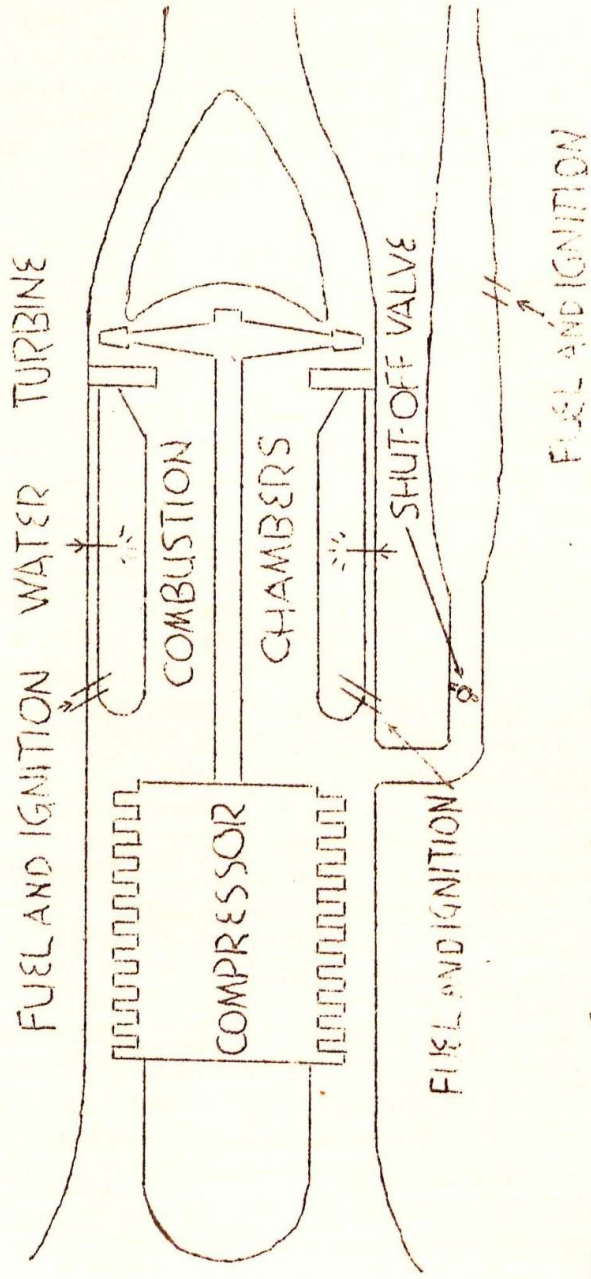 FUEL AND IGNITION WATER TURBINE
COMBUSTION
CHAMBERS
COMPRESSOR
SHUT-OFF VALVE
FUEL AND IGNITION
FUEL AND IGNITION